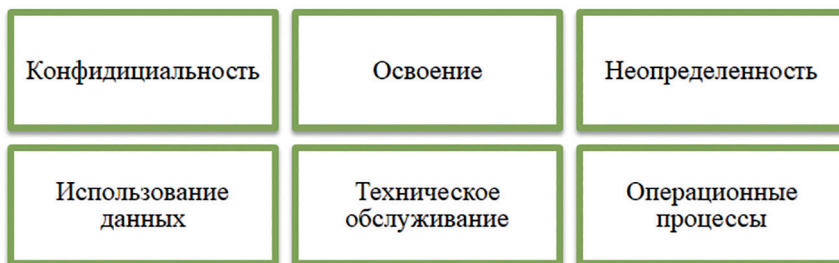 Конфидициальность
Освоение
Неопределенность
Использование
данных
Техническое
обслуживание
Операционные
процессы